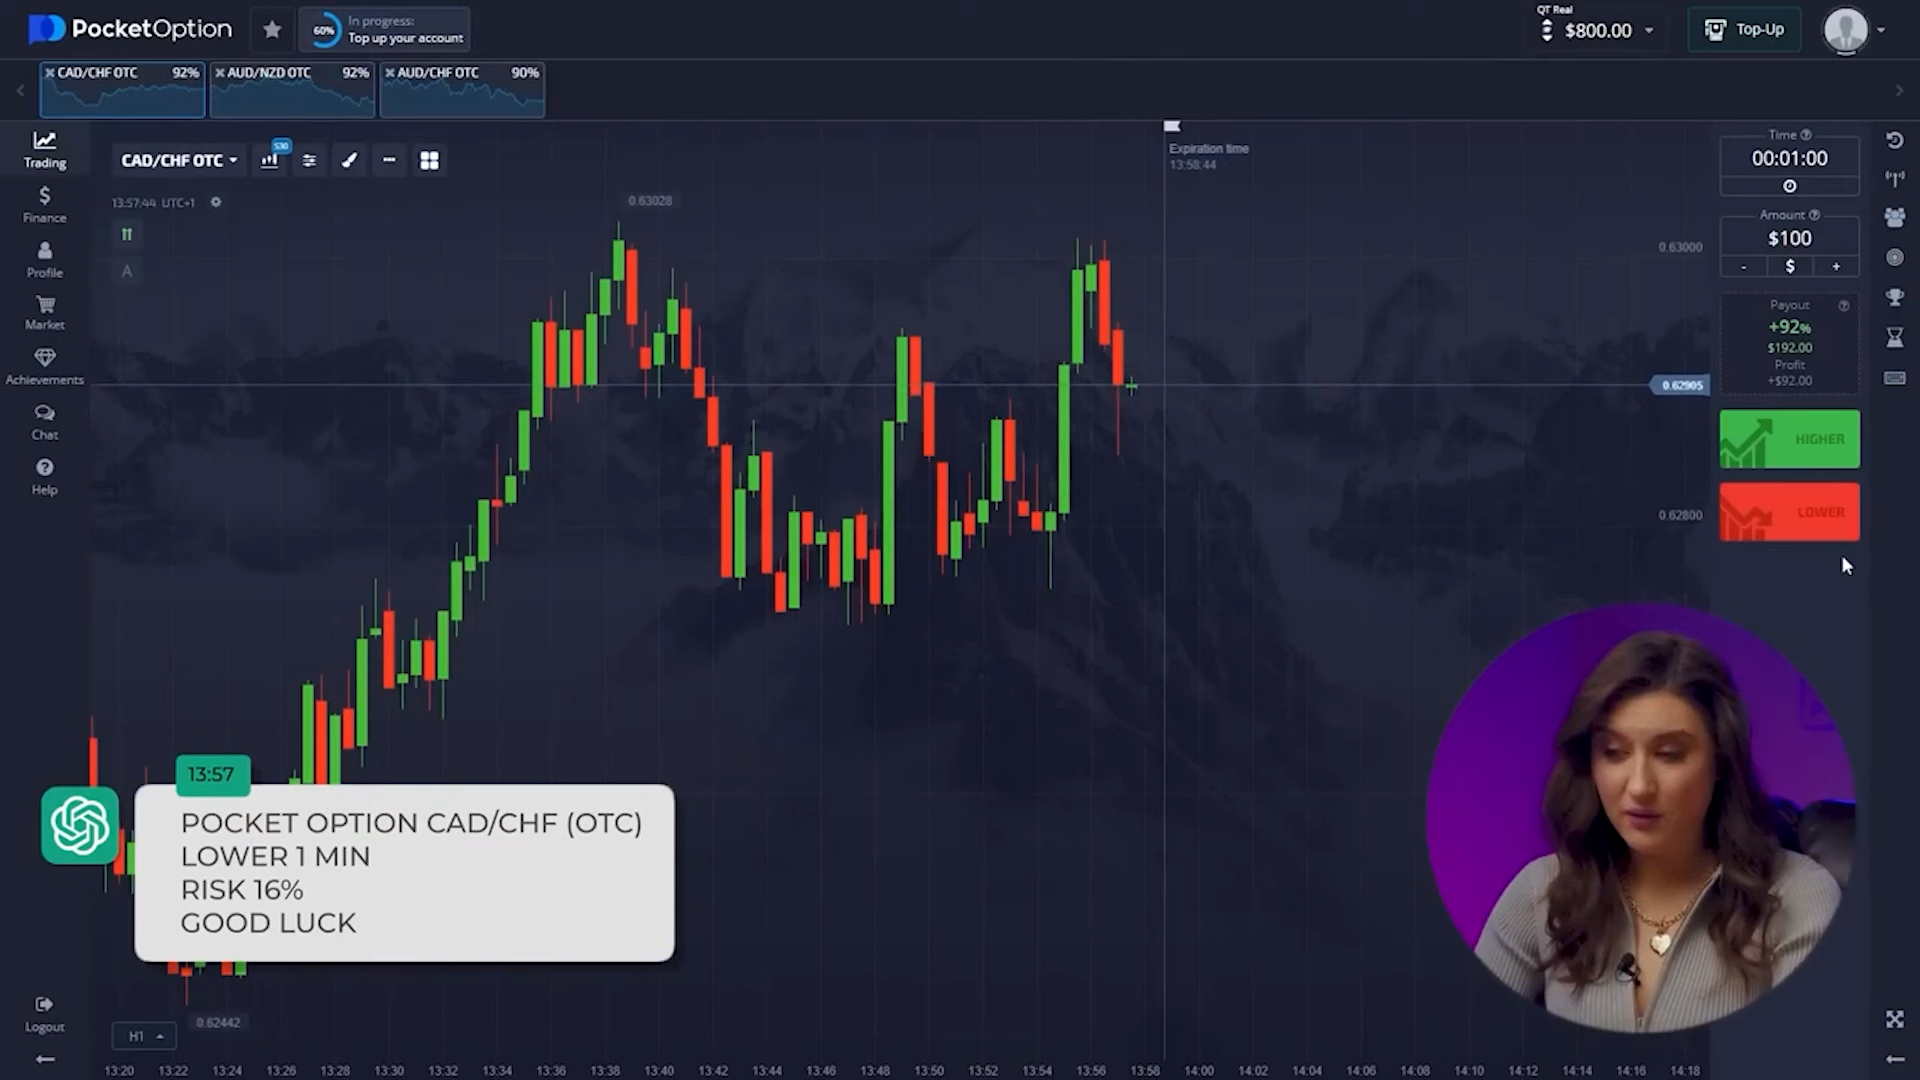 PocketOption
60%
In progress:
Top up your account
QT Real
$800.00
Top-Up
CAD/CHF OTC 92%
AUD/NZD OTC 92%
AUD/CHF OTC 90%
Trading
Finance
Profile
Market
Achievements
Chat
Help
Logout
CAD/CHF OTC
S30
13:57:44 UTC+1
A
0.63028
Expiration time
13:58:44
0.63000
0.62905
0.62800
0.62442
Time
00:01:00
Amount
$100
- $ +
Payout
+92%
$192.00
Profit
+$92.00
HIGHER
LOWER
13:57
POCKET OPTION CAD/CHF (OTC)
LOWER 1 MIN
RISK 16%
GOOD LUCK
H1
13:20 13:22 13:24 13:26 13:28 13:30 13:32 13:34 13:36 13:38 13:40 13:42 13:44 13:46 13:48 13:50 13:52 13:54 13:56 13:58 14:00 14:02 14:04 14:06 14:08 14:10 14:12 14:14 14:16 14:18